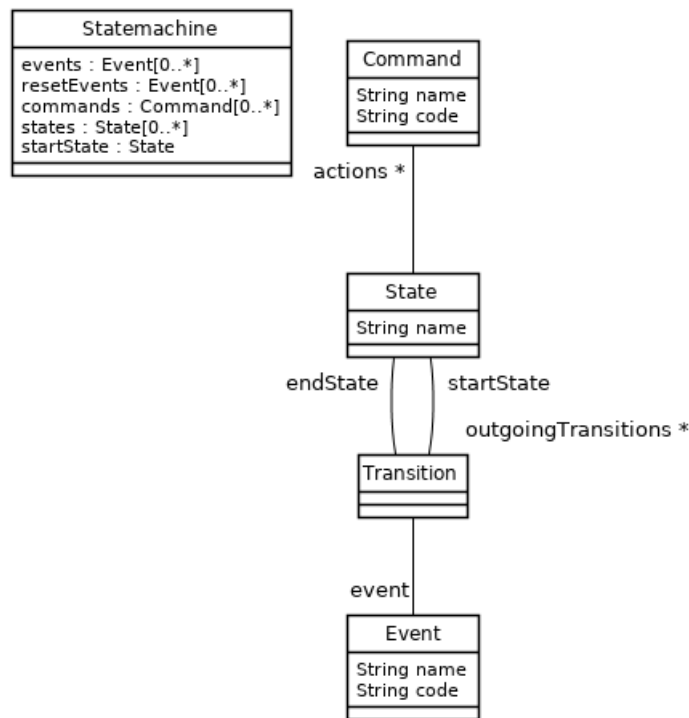 Statemachine
events : Event[0..*]
resetEvents : Event[0..*]
commands : Command[0..*]
states : State[0..*]
startState : State
Command
String name
String code
actions *
State
String name
endState
startState
outgoingTransitions *
Transition
event
Event
String name
String code